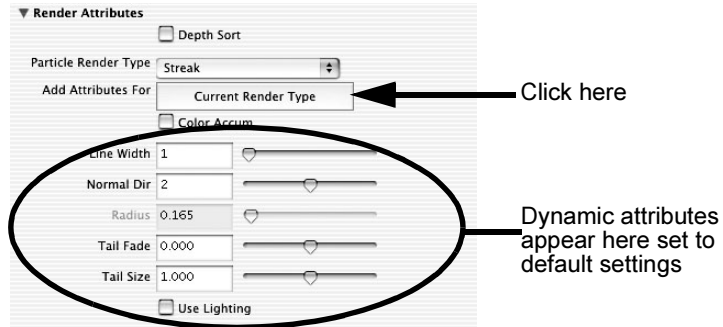 Render Attributes
Depth Sort
Particle Render Type Streak
Add Attributes For Current Render Type
Click here
Color Accum
Line Width 1
Normal Dir 2
Radius 0.165
Tail Fade 0.000
Tail Size 1.000
Use Lighting
Dynamic attributes
appear here set to
default settings